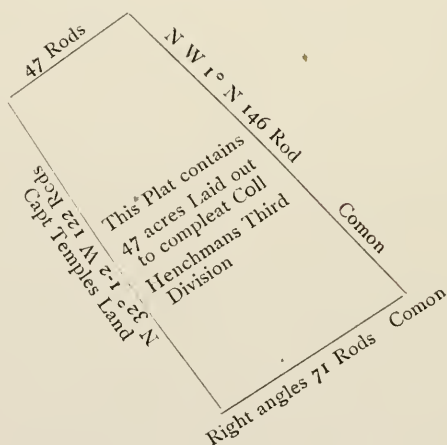 47 Rods
N W 1° N 146 Rod
Comon
This Plat contains
47 acres Laid out
to compleat Coll
Henchmans Third
Division
N 32° 1-2 W 122 Rods
Capt Temples Land
Right angles 71 Rods
Comon